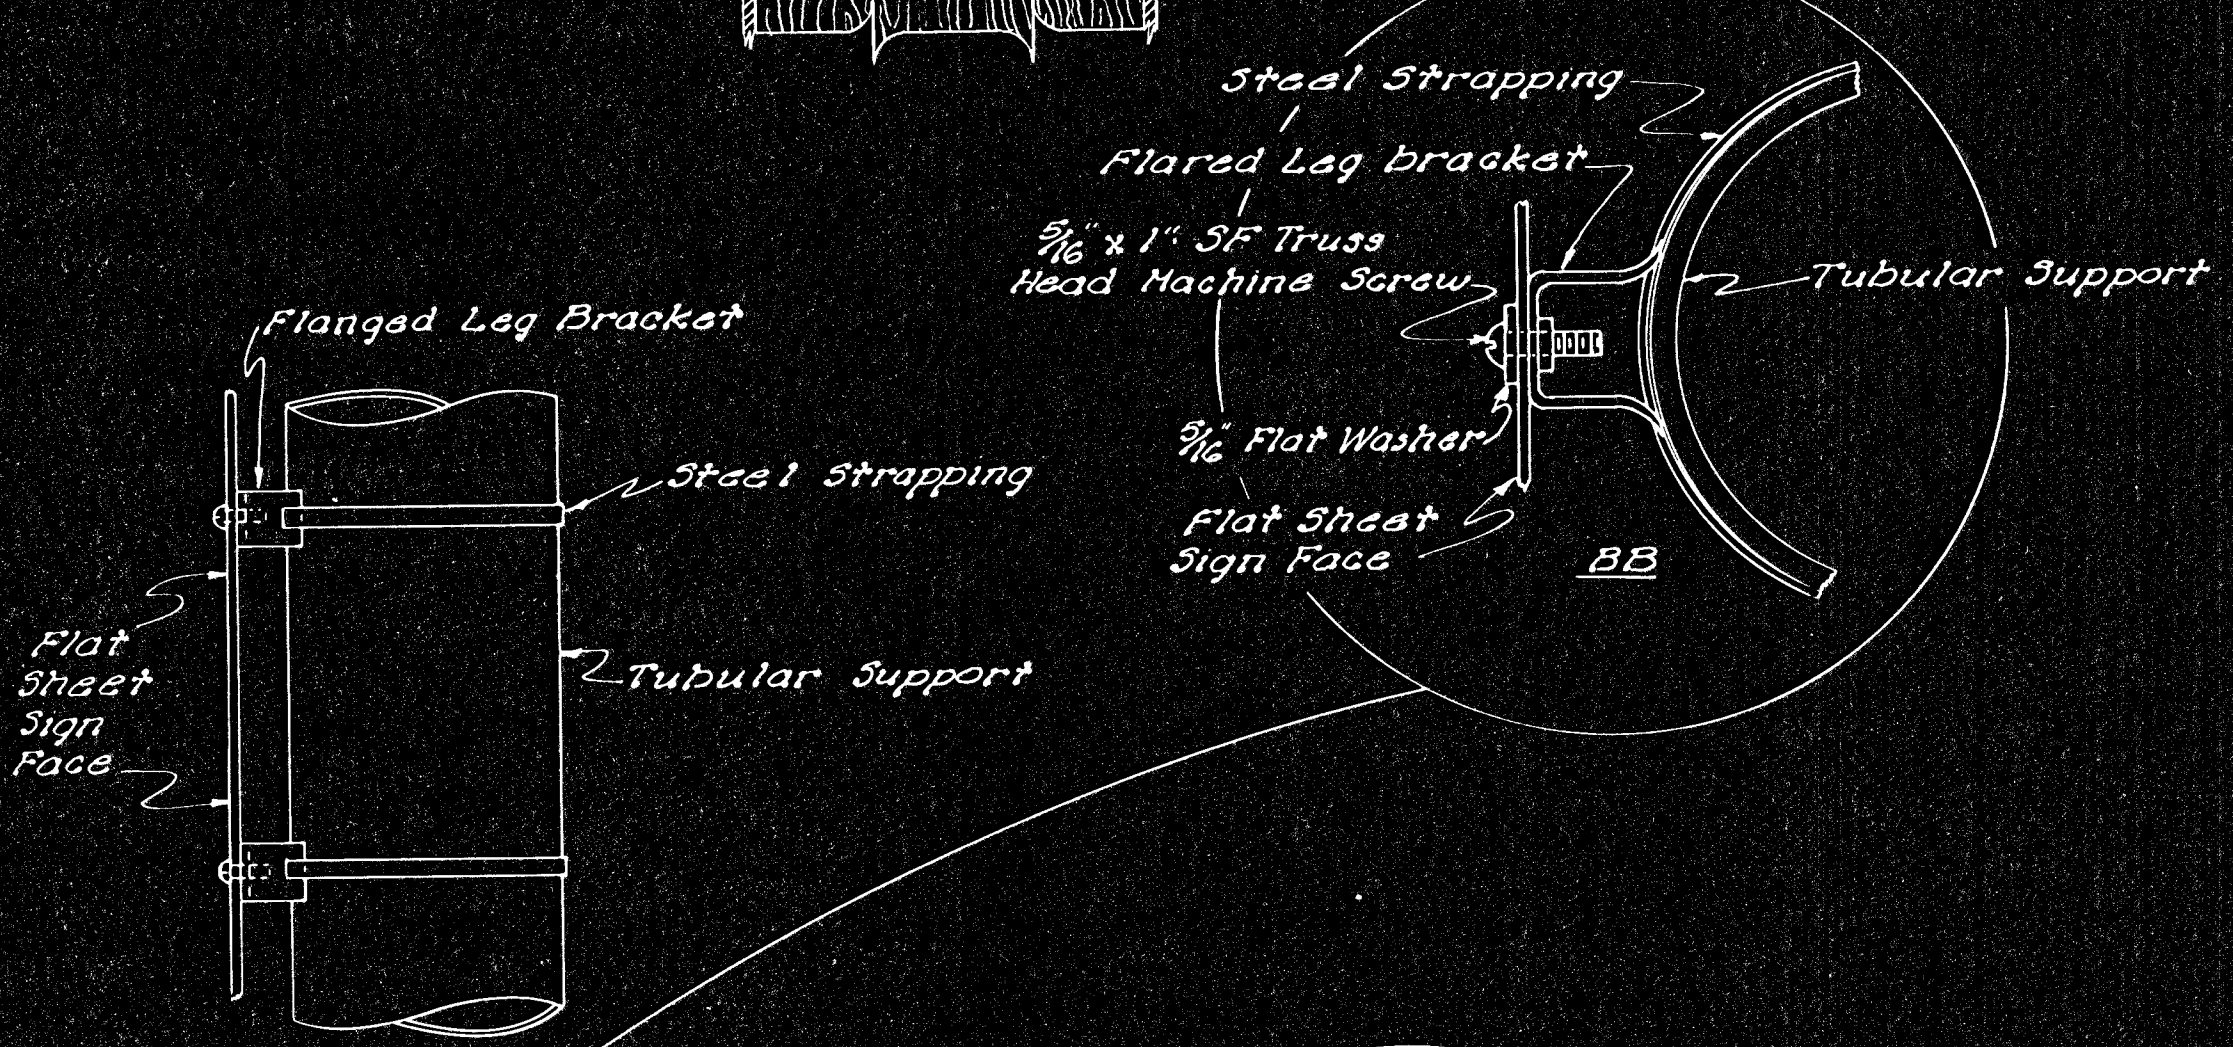 Steel Strapping
Flared Leg bracket
5/16" x 1" SF Truss
Head Machine Screw
Tubular Support
5/16" Flat Washer
Flat Sheet
Sign Face
BB
Flanged Leg Bracket
Steel Strapping
Tubular Support
Flat
Sheet
Sign
Face